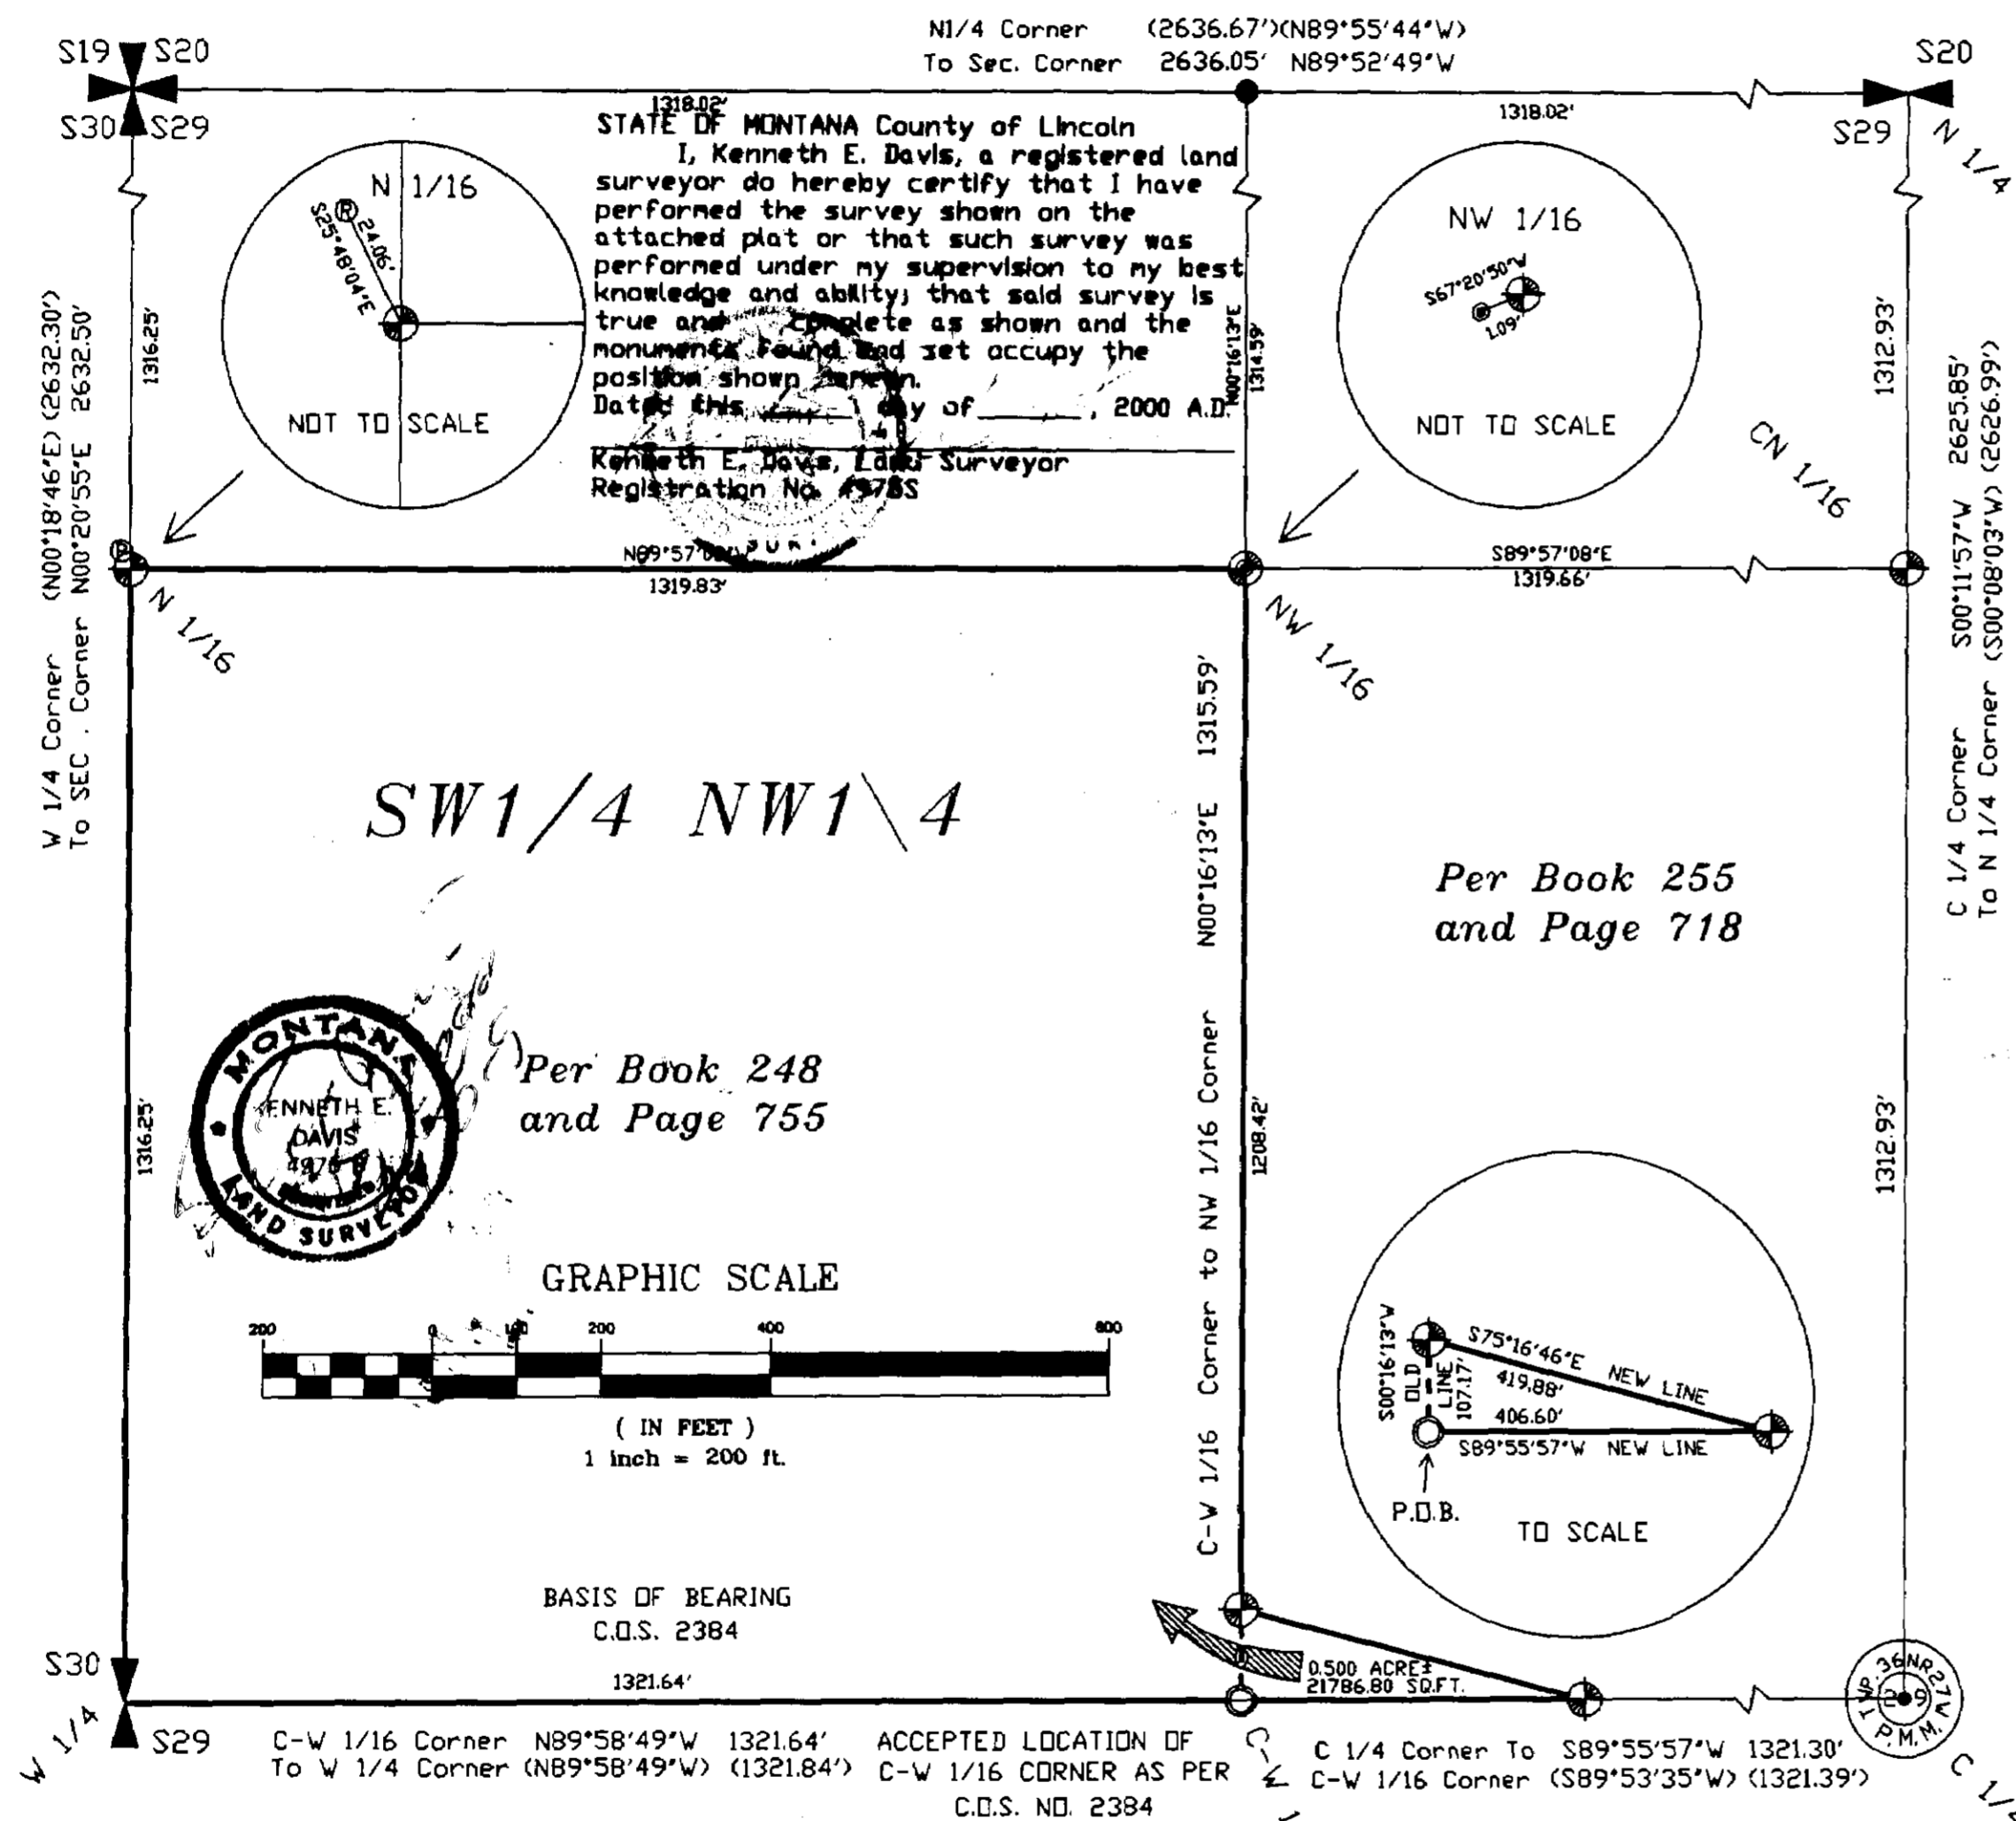 N1/4 Corner (2636.67')(N89°55'44"W)
To Sec. Corner 2636.05' N89°52'49"W
S19 S20
S30 S29
S20
S29
N 1/4
1318.02'
1318.02'
STATE OF MONTANA County of Lincoln
I, Kenneth E. Davis, a registered land
surveyor do hereby certify that I have
performed the survey shown on the
attached plat or that such survey was
performed under my supervision to my best
knowledge and ability; that said survey is
true and complete as shown and the
monuments found and set occupy the
position shown hereon.
Dated this day of , 2000 A.D.
Kenneth E. Davis, Land Surveyor
Registration No. 4978S
N 1/16
R
24.06'
S25°48'04"E
NOT TO SCALE
NW 1/16
S67°20'50"W
1.09'
NOT TO SCALE
W 1/4 Corner (N00°18'46"E) (2632.30')
To SEC . Corner N00°20'55"E 2632.50'
1316.25'
N00°16'13"E
1314.59'
1312.93'
CN 1/16
C 1/4 Corner S00°11'57"W 2625.85'
To N 1/4 Corner (S00°08'03"W) (2626.99')
R
N89°57'
1319.83'
S89°57'08"E
1319.66'
N 1/16
NW 1/16
SW1/4 NW1\4
C-W 1/16 Corner to NW 1/16 Corner N00°16'13"E 1315.59'
Per Book 255
and Page 718
Per Book 248
and Page 755
MONTANA
KENNETH E.
DAVIS
LAND SURVEYOR
1316.25'
1208.42'
1312.93'
GRAPHIC SCALE
200 0 100 200 400 800
( IN FEET )
1 inch = 200 ft.
S00°16'13"W
OLD
LINE
107.17'
S75°16'46"E NEW LINE
419.88'
406.60'
S89°55'57"W NEW LINE
P.O.B.
TO SCALE
BASIS OF BEARING
C.O.S. 2384
S30
S29
W 1/4
1321.64'
0.500 ACRE±
21786.80 SQ.FT.
TWP.36NR27W
29
P.M.M.
C-W 1/16 Corner N89°58'49"W 1321.64'
To W 1/4 Corner (N89°58'49"W) (1321.84')
ACCEPTED LOCATION OF
C-W 1/16 CORNER AS PER
C.O.S. NO. 2384
C-W 1
C 1/4 Corner To S89°55'57"W 1321.30'
C-W 1/16 Corner (S89°53'35"W) (1321.39')
C 1/4